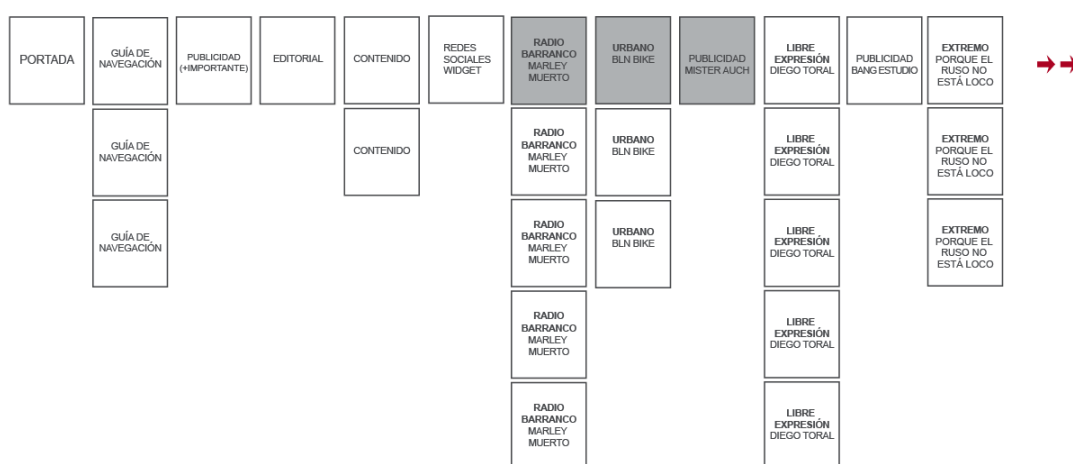 PORTADA
GUÍA DE
NAVEGACIÓN
PUBLICIDAD
(+IMPORTANTE)
EDITORIAL
CONTENIDO
REDES
SOCIALES
WIDGET
RADIO
BARRANCO
MARLEY
MUERTO
URBANO
BLN BIKE
PUBLICIDAD
MISTER AUCH
LIBRE
EXPRESIÓN
DIEGO TORAL
PUBLICIDAD
BANG ESTUDIO
EXTREMO
PORQUE EL
RUSO NO
ESTÁ LOCO
GUÍA DE
NAVEGACIÓN
CONTENIDO
RADIO
BARRANCO
MARLEY
MUERTO
URBANO
BLN BIKE
LIBRE
EXPRESIÓN
DIEGO TORAL
EXTREMO
PORQUE EL
RUSO NO
ESTÁ LOCO
GUÍA DE
NAVEGACIÓN
RADIO
BARRANCO
MARLEY
MUERTO
URBANO
BLN BIKE
LIBRE
EXPRESIÓN
DIEGO TORAL
EXTREMO
PORQUE EL
RUSO NO
ESTÁ LOCO
RADIO
BARRANCO
MARLEY
MUERTO
LIBRE
EXPRESIÓN
DIEGO TORAL
RADIO
BARRANCO
MARLEY
MUERTO
LIBRE
EXPRESIÓN
DIEGO TORAL